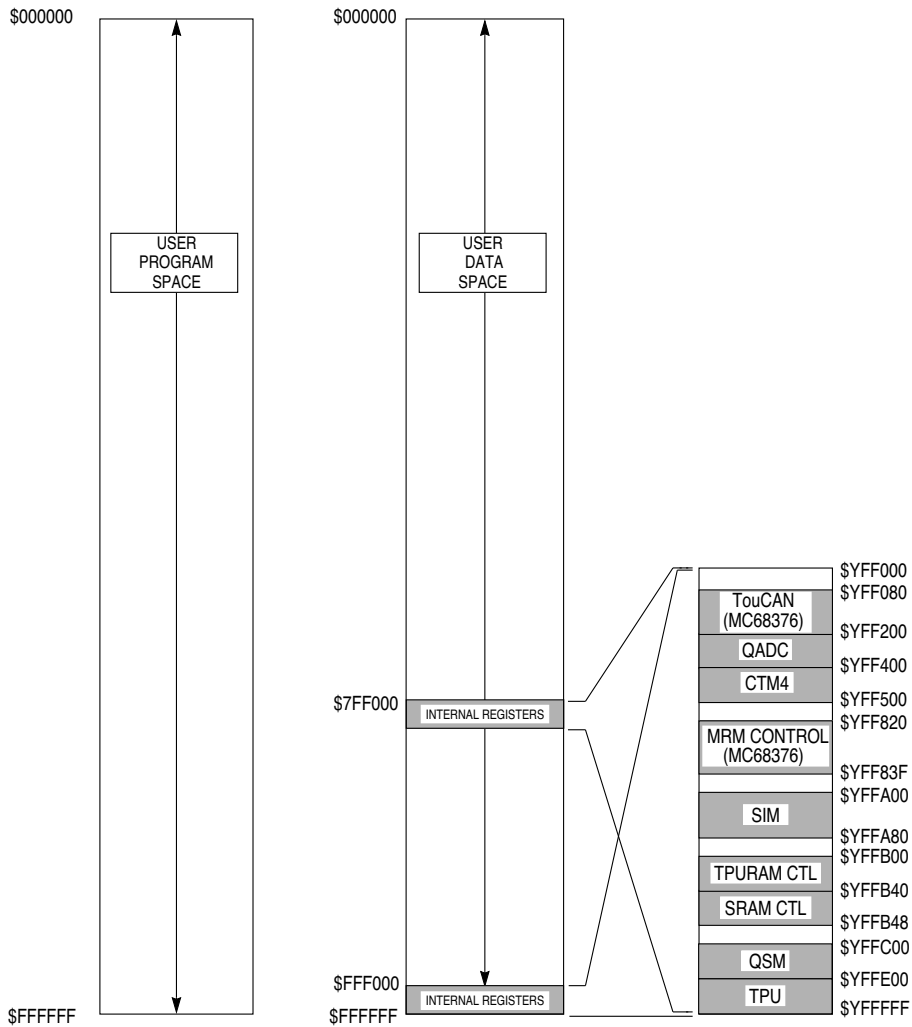 $000000
USER
PROGRAM
SPACE
$FFFFFF
$000000
USER
DATA
SPACE
$7FF000
INTERNAL REGISTERS
$FFF000
INTERNAL REGISTERS
$FFFFFF
$YFF000
$YFF080
TouCAN
(MC68376)
$YFF200
QADC
$YFF400
CTM4
$YFF500
$YFF820
MRM CONTROL
(MC68376)
$YFF83F
$YFFA00
SIM
$YFFA80
$YFFB00
TPURAM CTL
$YFFB40
SRAM CTL
$YFFB48
$YFFC00
QSM
$YFFE00
TPU
$YFFFFF